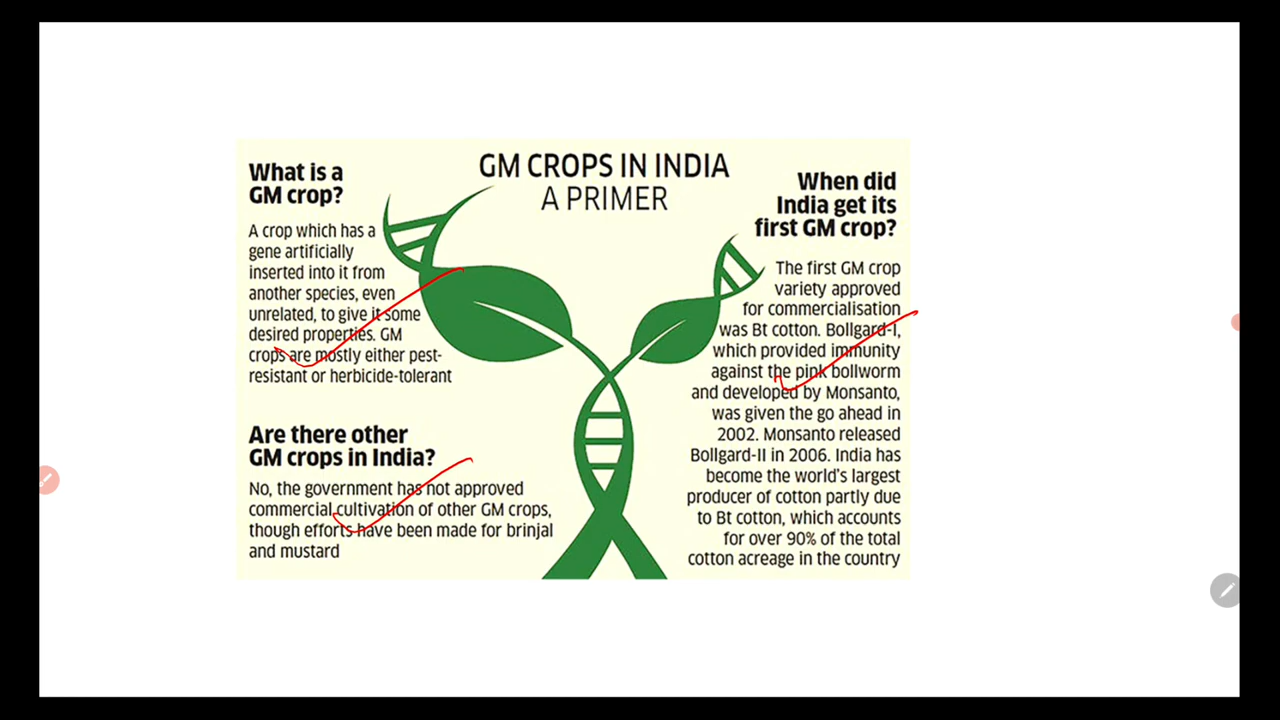 GM CROPS IN INDIA
A PRIMER
What is a
GM crop?
A crop which has a
gene artificially
inserted into it from
another species, even
unrelated, to give it some
desired properties. GM
crops are mostly either pest-
resistant or herbicide-tolerant
Are there other
GM crops in India?
No, the government has not approved
commercial cultivation of other GM crops,
though efforts have been made for brinjal
and mustard
When did
India get its
first GM crop?
The first GM crop
variety approved
for commercialisation
was Bt cotton. Bollgard-I,
which provided immunity
against the pink bollworm
and developed by Monsanto,
was given the go ahead in
2002. Monsanto released
Bollgard-II in 2006. India has
become the world's largest
producer of cotton partly due
to Bt cotton, which accounts
for over 90% of the total
cotton acreage in the country